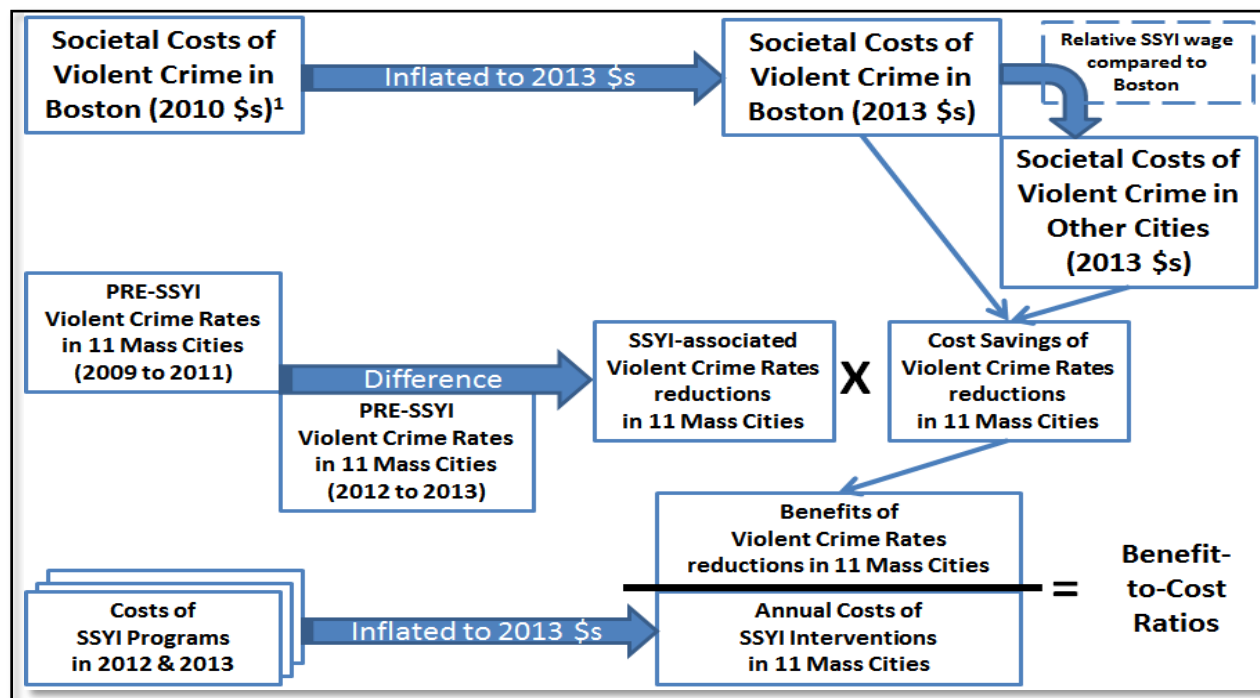 Societal Costs of
Violent Crime in
Boston (2010 $s)¹
Inflated to 2013 $s
Societal Costs of
Violent Crime in
Boston (2013 $s)
Relative SSYI wage
compared to
Boston
Societal Costs of
Violent Crime in
Other Cities
(2013 $s)
PRE-SSYI
Violent Crime Rates
in 11 Mass Cities
(2009 to 2011)
Difference
PRE-SSYI
Violent Crime Rates
in 11 Mass Cities
(2012 to 2013)
SSYI-associated
Violent Crime Rates
reductions
in 11 Mass Cities
X
Cost Savings of
Violent Crime Rates
reductions
in 11 Mass Cities
Costs of
SSYI Programs
in 2012 & 2013
Inflated to 2013 $s
Benefits of
Violent Crime Rates
reductions in 11 Mass Cities
Annual Costs of
SSYI Interventions
in 11 Mass Cities
=
Benefit-
to-Cost
Ratios